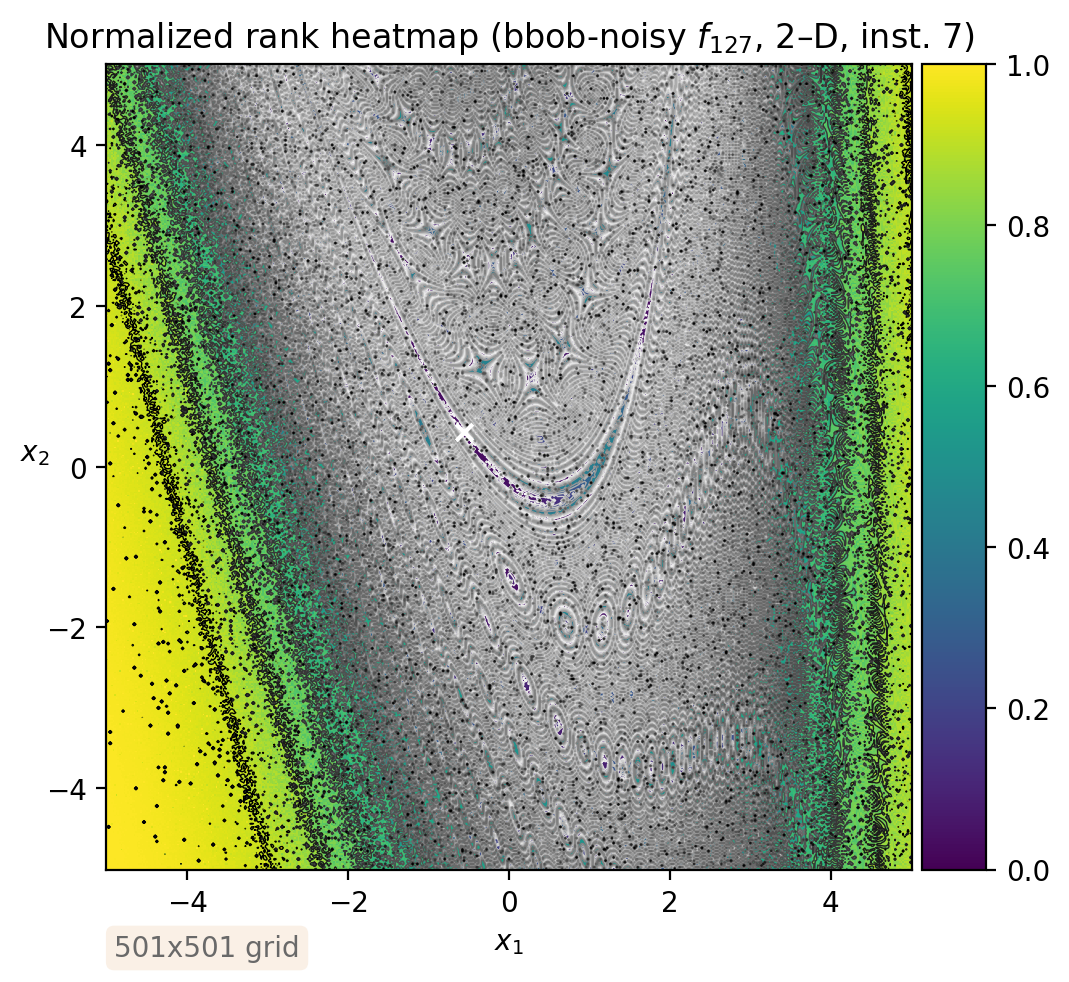 Normalized rank heatmap (bbob-noisy f₁₂₇, 2–D, inst. 7)
1.0
0.8
0.6
0.4
0.2
0.0
4
2
0
−2
−4
x₂
−4 −2 0 2 4
x₁
501x501 grid